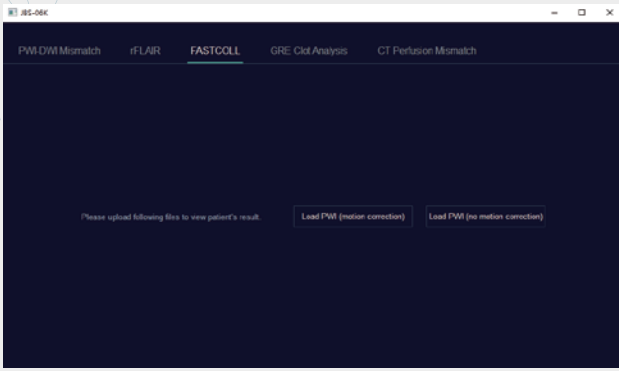 JBS-06K
PWI-DWI Mismatch rFLAIR FASTCOLL GRE Clot Analysis CT Perfusion Mismatch
Please upload following files to view patient's result. Load PWI (motion correction) Load PWI (no motion correction)